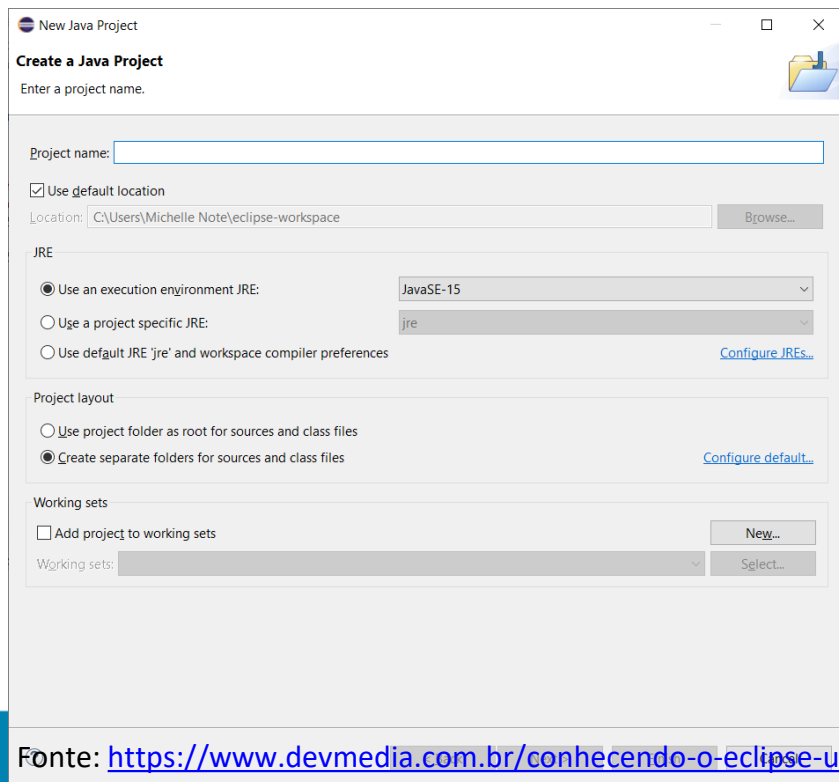 New Java Project
Create a Java Project
Enter a project name.
Project name:
Use default location
Location: C:\Users\Michelle Note\eclipse-workspace Browse...
JRE
Use an execution environment JRE: JavaSE-15
Use a project specific JRE: jre
Use default JRE 'jre' and workspace compiler preferences Configure JREs...
Project layout
Use project folder as root for sources and class files
Create separate folders for sources and class files Configure default...
Working sets
Add project to working sets New...
Working sets: Select...
Fonte: https://www.devmedia.com.br/conhecendo-o-eclipse-u
Cancel